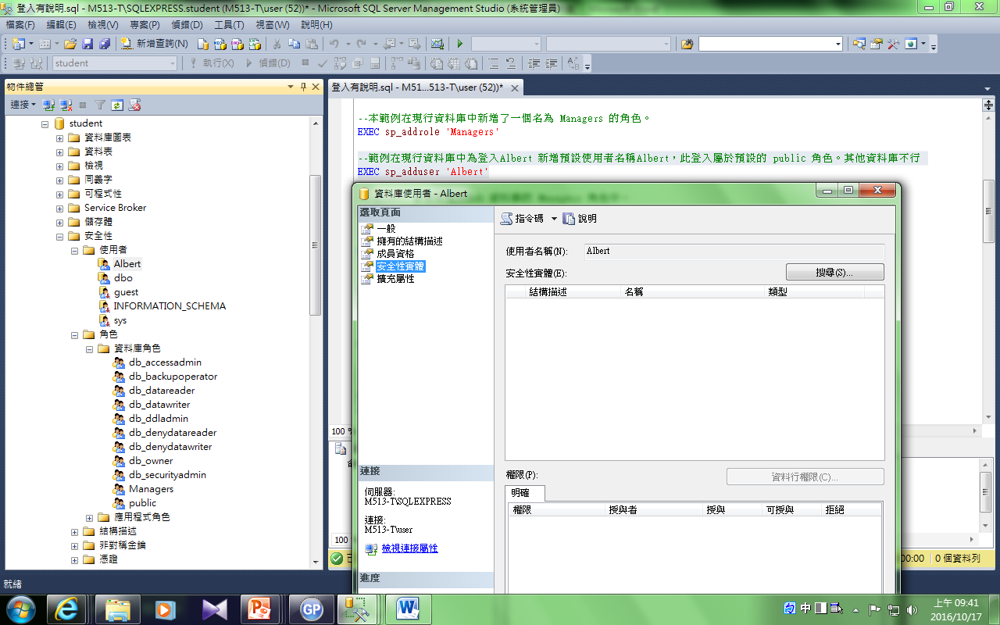 登入有說明.sql - M513-T\SQLEXPRESS.student (M513-T\user (52))* - Microsoft SQL Server Management Studio (系統管理員)
檔案(F) 編輯(E) 檢視(V) 專案(P) 偵錯(D) 工具(T) 視窗(W) 說明(H)
新增查詢(N)
student 執行(X) 偵錯(D)
物件總管
連接
student
資料庫圖表
資料表
檢視
同義字
可程式性
Service Broker
儲存體
安全性
使用者
Albert
dbo
guest
INFORMATION_SCHEMA
sys
角色
資料庫角色
db_accessadmin
db_backupoperator
db_datareader
db_datawriter
db_ddladmin
db_denydatareader
db_denydatawriter
db_owner
db_securityadmin
Managers
public
應用程式角色
結構描述
非對稱金鑰
憑證
登入有說明.sql - M51...513-T\user (52))*
--本範例在現行資料庫中新增了一個名為 Managers 的角色。
EXEC sp_addrole 'Managers'
--範例在現行資料庫中為登入Albert 新增預設使用者名稱Albert，此登入屬於預設的 public 角色。其他資料庫不行
EXEC sp_adduser 'Albert'
資料庫使用者 - Albert
選取頁面
一般
擁有的結構描述
成員資格
安全性實體
擴充屬性
指令碼 說明
使用者名稱(N): Albert
安全性實體(E): 搜尋(S)...
結構描述 名稱 類型
權限(P): 資料行權限(C)...
明確
權限 授與者 授與 可授與 拒絕
連接
伺服器:
M513-T\SQLEXPRESS
連接:
M513-T\user
檢視連接屬性
進度
100 %
100
00:00 0 個資料列
就緒
中
上午 09:41
2016/10/17